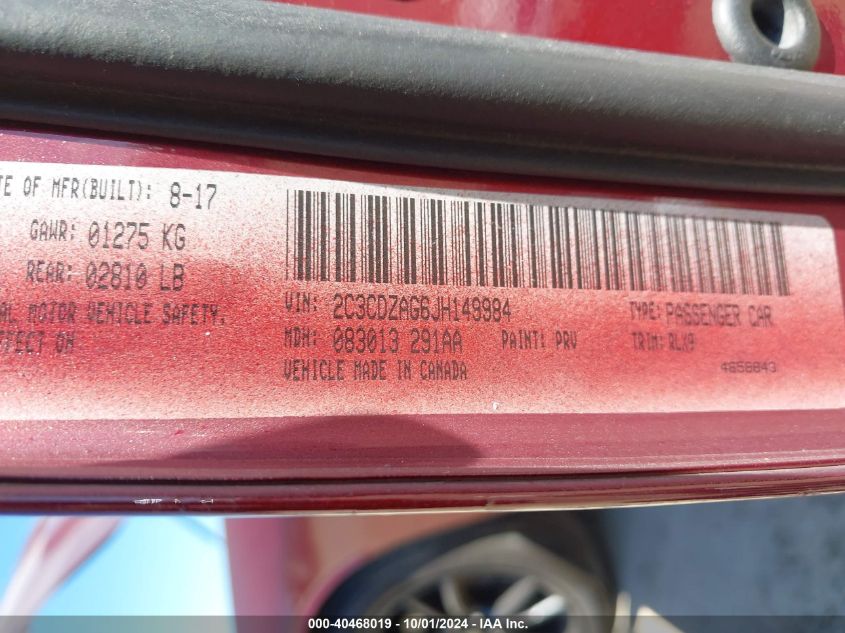 TE OF MFR(BUILT): 8-17
GAWR: 01275 KG
REAR: 02810 LB
AL MOTOR VEHICLE SAFETY.
FFECT ON
VIN: 2C3CDZAG6JH149984
MDH: 083013 291AA
PAINT: PRV
VEHICLE MADE IN CANADA
TYPE: PASSENGER CAR
TRIM: RLX9
4658843
000-40468019 - 10/01/2024 - IAA Inc.